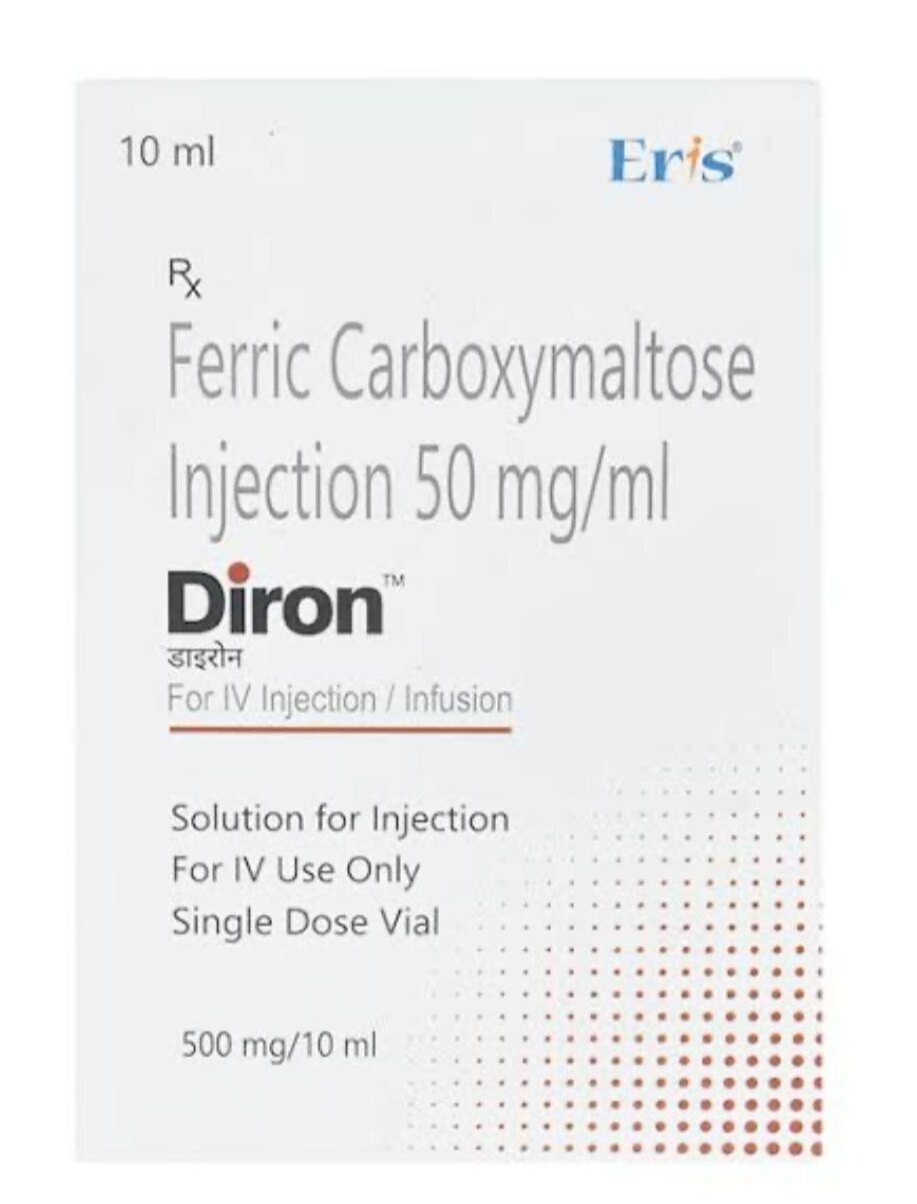 10 ml
Eris®
Rx
Ferric Carboxymaltose
Injection 50 mg/ml
Diron™
डाइरोन
For IV Injection / Infusion
Solution for Injection
For IV Use Only
Single Dose Vial
500 mg/10 ml